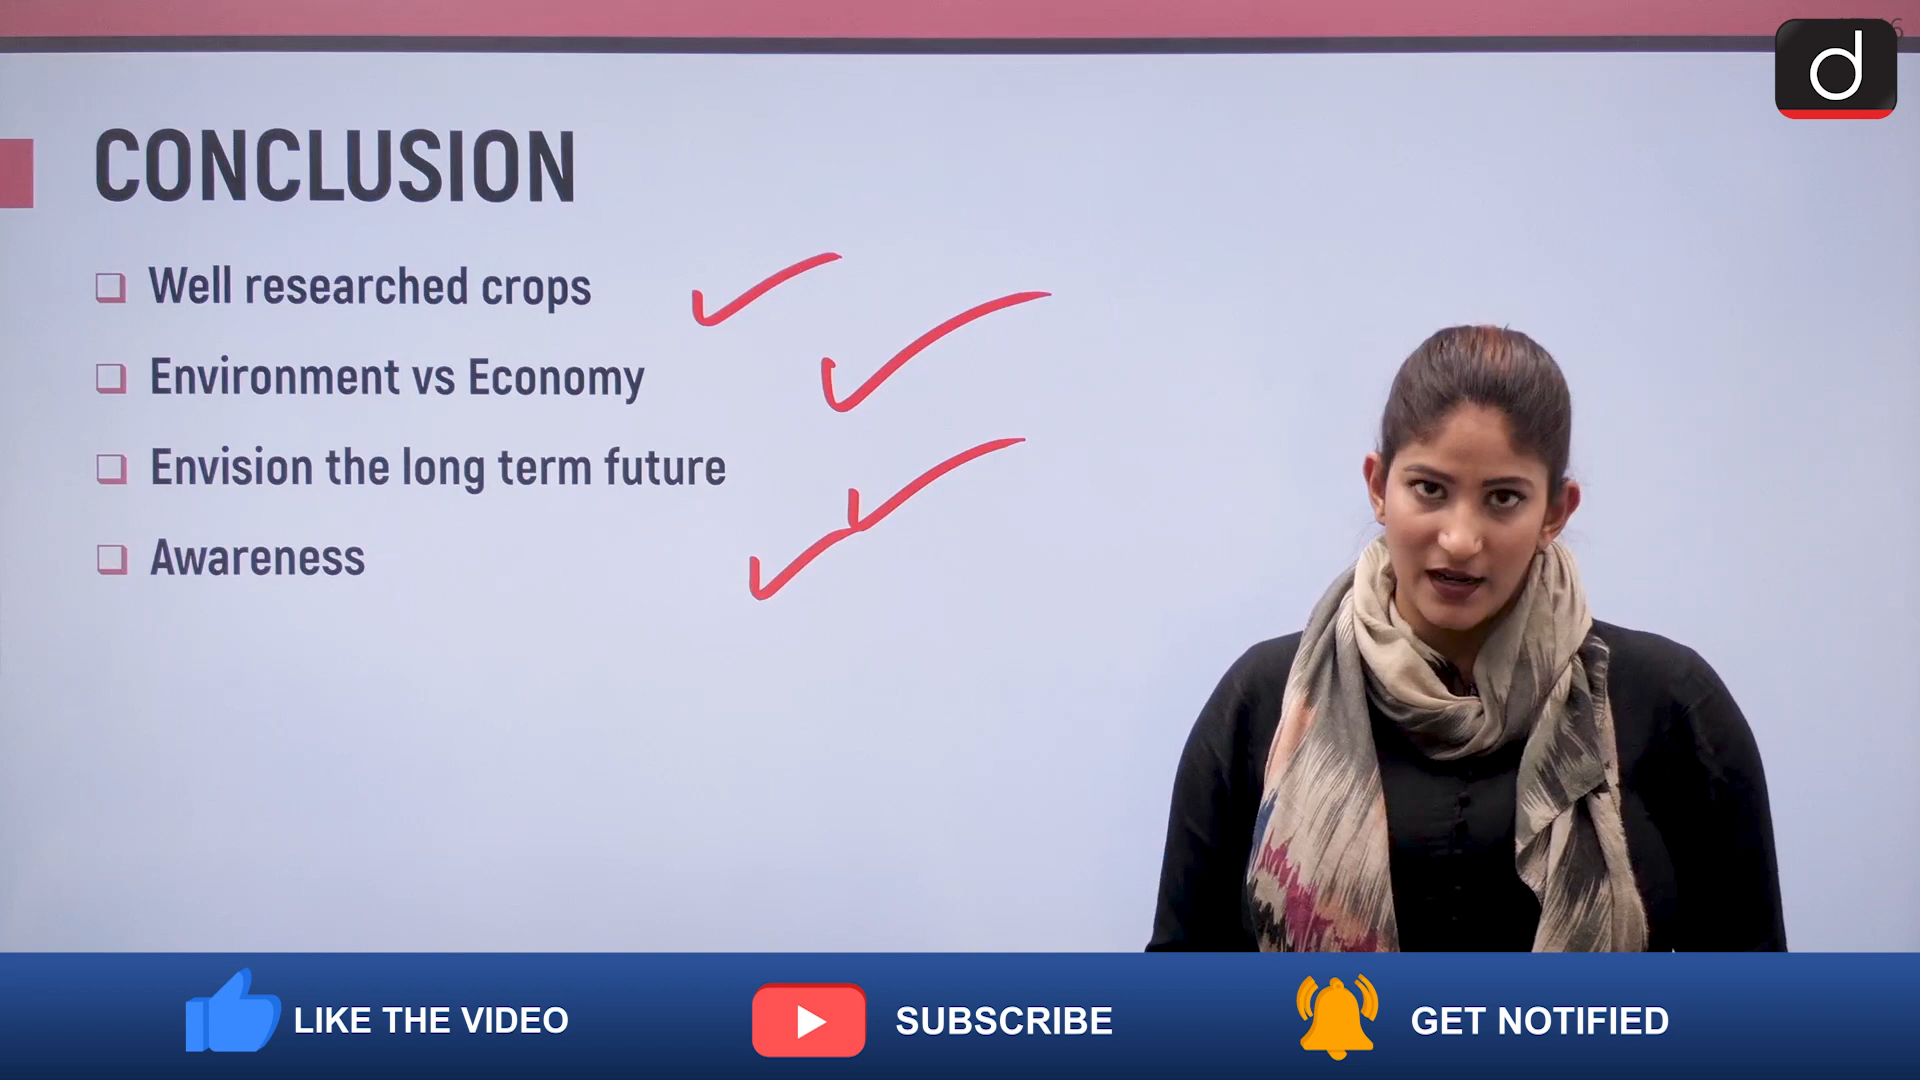 d
CONCLUSION
❑ Well researched crops
❑ Environment vs Economy
❑ Envision the long term future
❑ Awareness
LIKE THE VIDEO
SUBSCRIBE
GET NOTIFIED